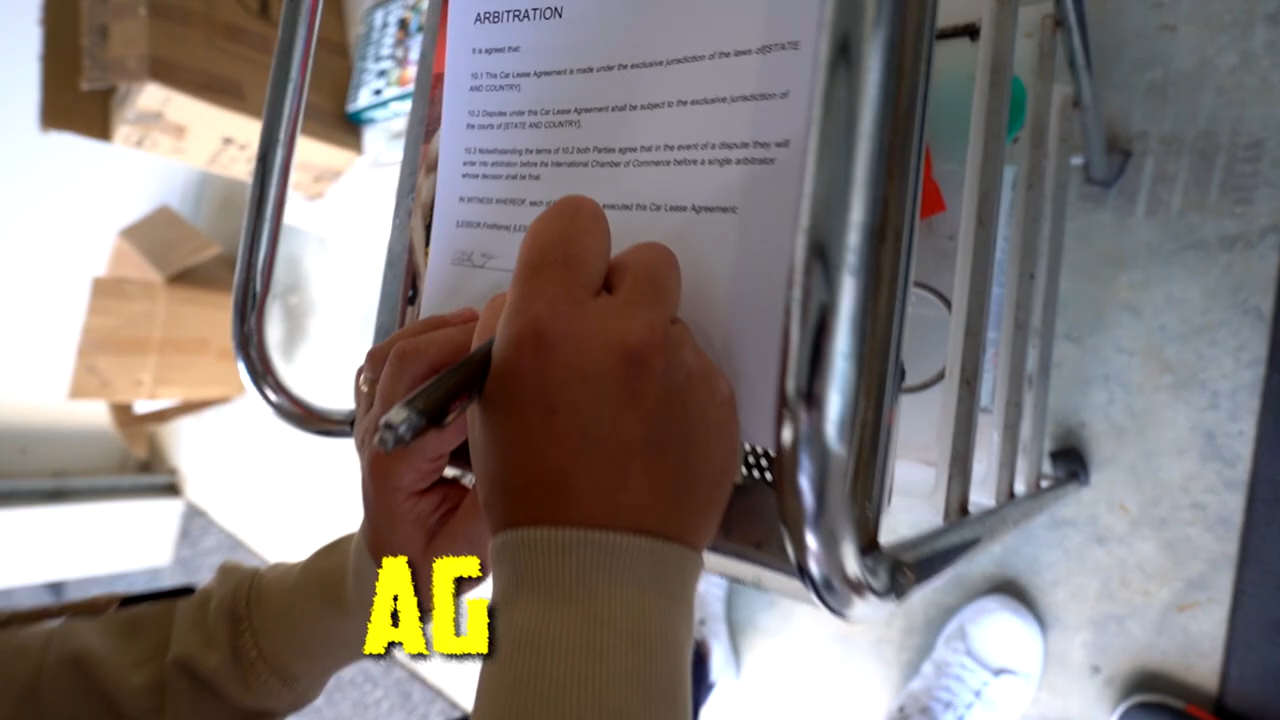 ARBITRATION
It is agreed that:
10.1 This Car Lease Agreement is made under the exclusive jurisdiction of the laws of[STATE
AND COUNTRY].
10.2 Disputes under this Car Lease Agreement shall be subject to the exclusive jurisdiction of
the courts of [STATE AND COUNTRY].
10.3 Notwithstanding the terms of 10.2 both Parties agree that in the event of a dispute they will
enter into arbitration before the International Chamber of Commerce before a single arbitrator
whose decision shall be final.
IN WITNESS WHEREOF, each of executed this Car Lease Agreement:
[LESSOR.FirstName] [LES
AG